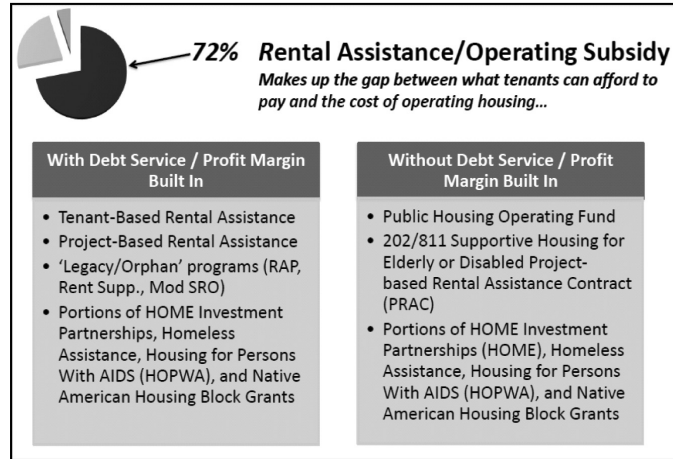 72% Rental Assistance/Operating Subsidy
Makes up the gap between what tenants can afford to
pay and the cost of operating housing…
With Debt Service / Profit Margin
Built In
• Tenant-Based Rental Assistance
• Project-Based Rental Assistance
• ‘Legacy/Orphan’ programs (RAP,
Rent Supp., Mod SRO)
• Portions of HOME Investment
Partnerships, Homeless
Assistance, Housing for Persons
With AIDS (HOPWA), and Native
American Housing Block Grants
Without Debt Service / Profit
Margin Built In
• Public Housing Operating Fund
• 202/811 Supportive Housing for
Elderly or Disabled Project-
based Rental Assistance Contract
(PRAC)
• Portions of HOME Investment
Partnerships (HOME), Homeless
Assistance, Housing for Persons
With AIDS (HOPWA), and Native
American Housing Block Grants